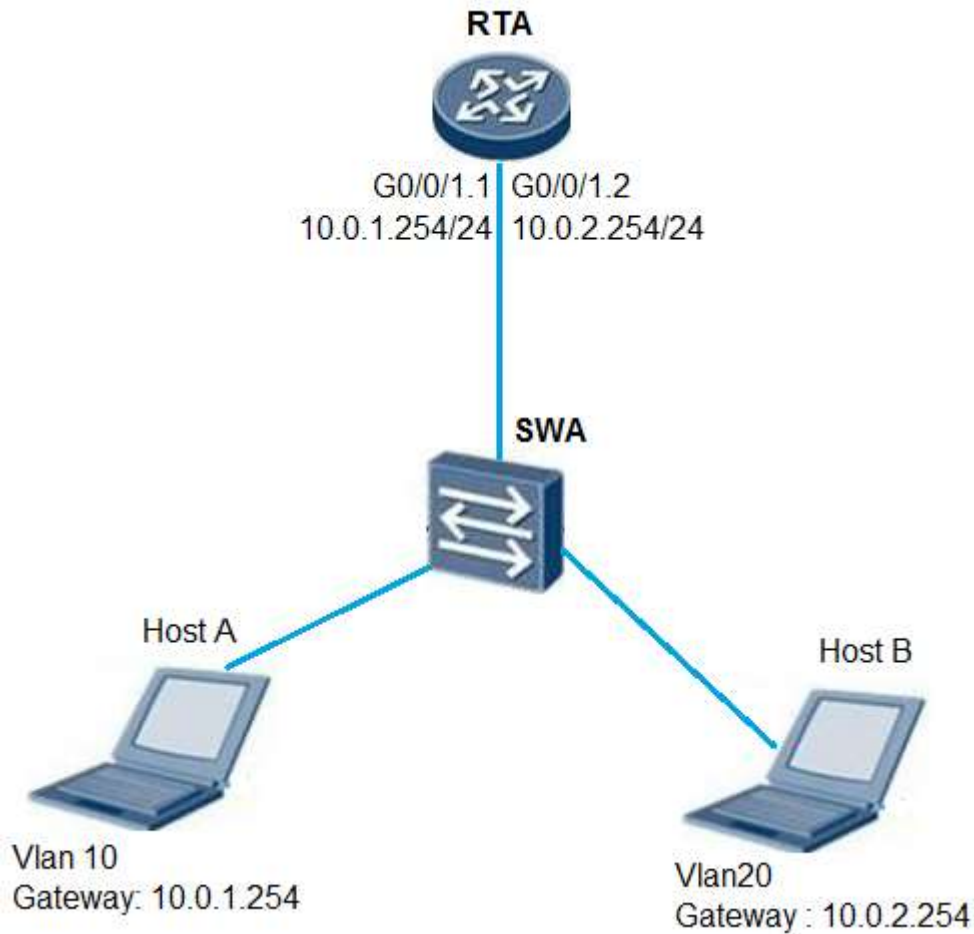 RTA
G0/0/1.1 G0/0/1.2
10.0.1.254/24 10.0.2.254/24
SWA
Host A
Host B
Vlan 10
Gateway: 10.0.1.254
Vlan20
Gateway : 10.0.2.254